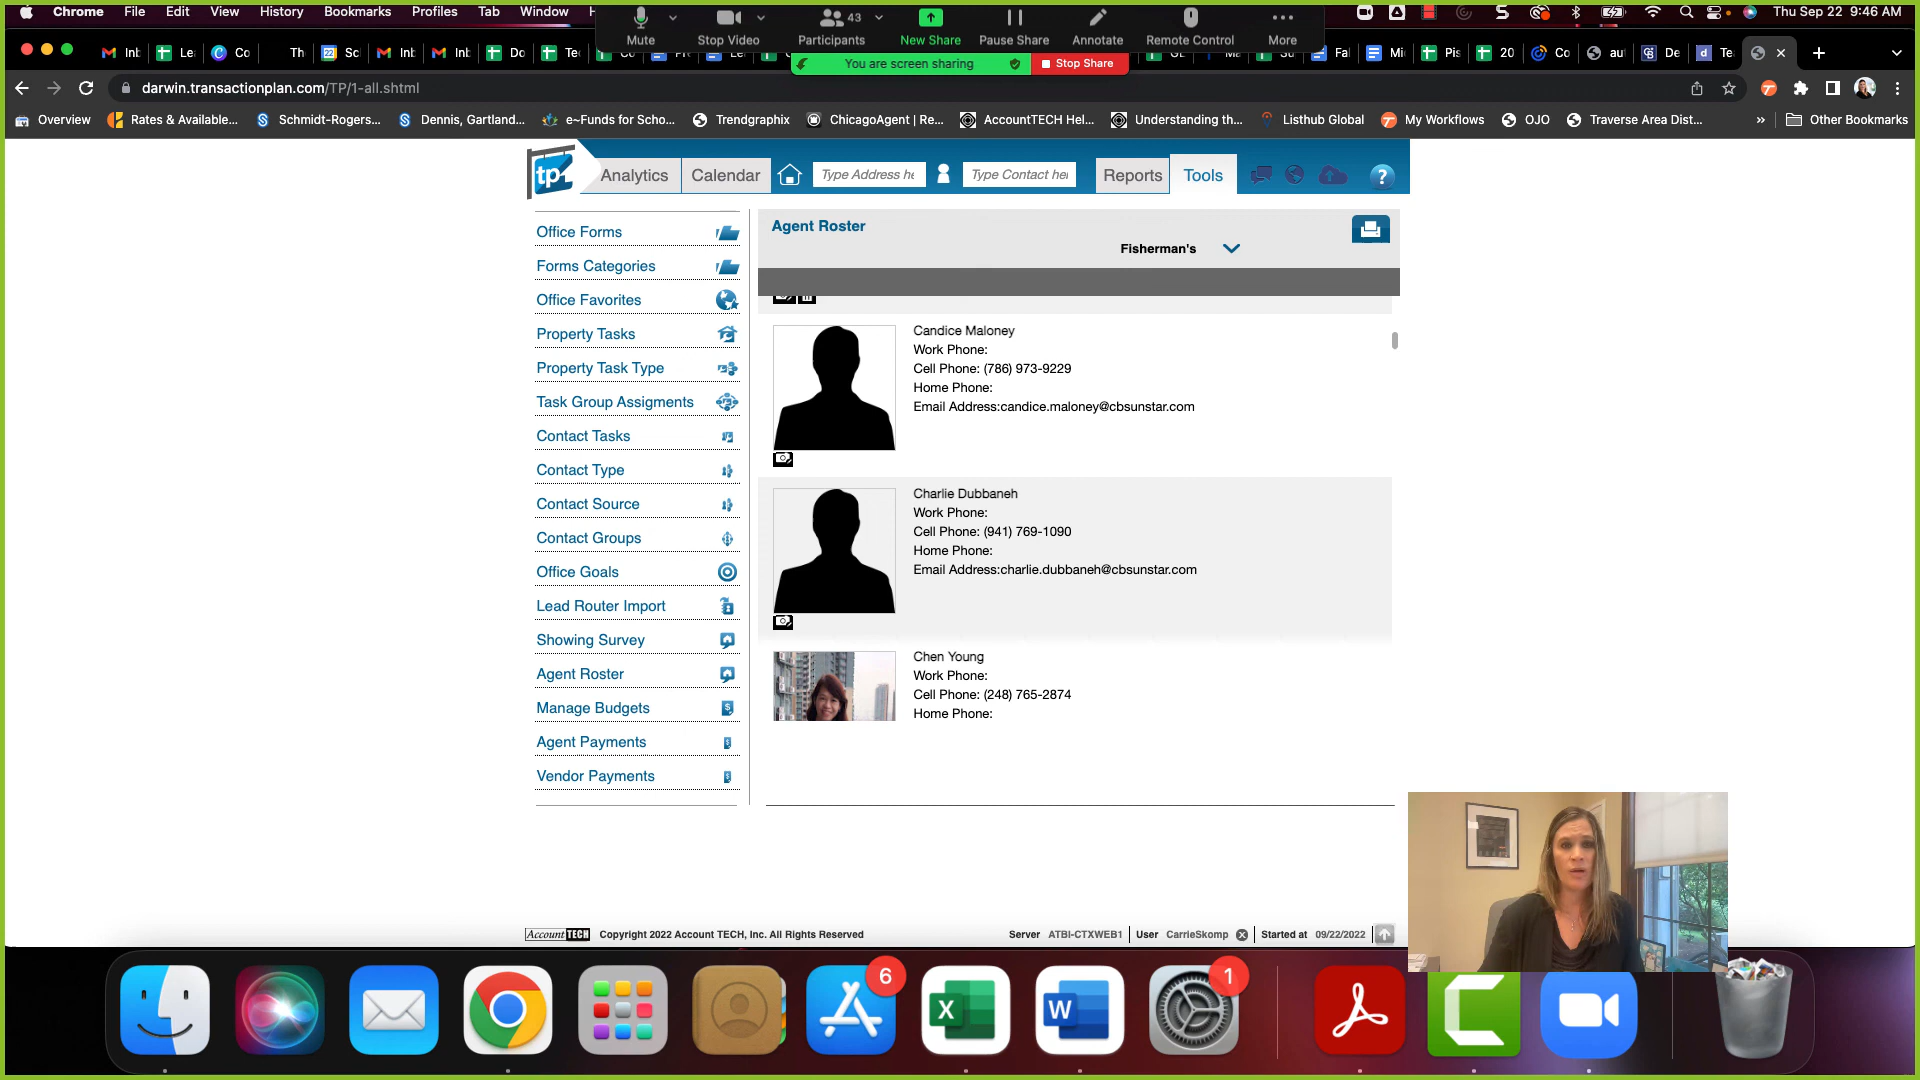 Chrome File Edit View History Bookmarks Profiles Tab Window
Thu Sep 22 9:46 AM
Mute
Stop Video
43
Participants
New Share
Pause Share
Annotate
Remote Control
More
You are screen sharing
Stop Share
darwin.transactionplan.com/TP/1-all.shtml
Overview
Rates & Available...
Schmidt-Rogers...
Dennis, Gartland...
e~Funds for Scho...
Trendgraphix
ChicagoAgent | Re...
AccountTECH Hel...
Understanding th...
Listhub Global
My Workflows
OJO
Traverse Area Dist...
»
Other Bookmarks
tp
Analytics
Calendar
Type Address he
Type Contact her
Reports
Tools
?
Office Forms
Forms Categories
Office Favorites
Property Tasks
Property Task Type
Task Group Assigments
Contact Tasks
Contact Type
Contact Source
Contact Groups
Office Goals
Lead Router Import
Showing Survey
Agent Roster
Manage Budgets
Agent Payments
Vendor Payments
Agent Roster
Fisherman's
Candice Maloney
Work Phone:
Cell Phone: (786) 973-9229
Home Phone:
Email Address:candice.maloney@cbsunstar.com
Charlie Dubbaneh
Work Phone:
Cell Phone: (941) 769-1090
Home Phone:
Email Address:charlie.dubbaneh@cbsunstar.com
Chen Young
Work Phone:
Cell Phone: (248) 765-2874
Home Phone:
Account TECH Copyright 2022 Account TECH, Inc. All Rights Reserved
Server ATBI-CTXWEB1 User CarrieSkomp Started at 09/22/2022
6
1